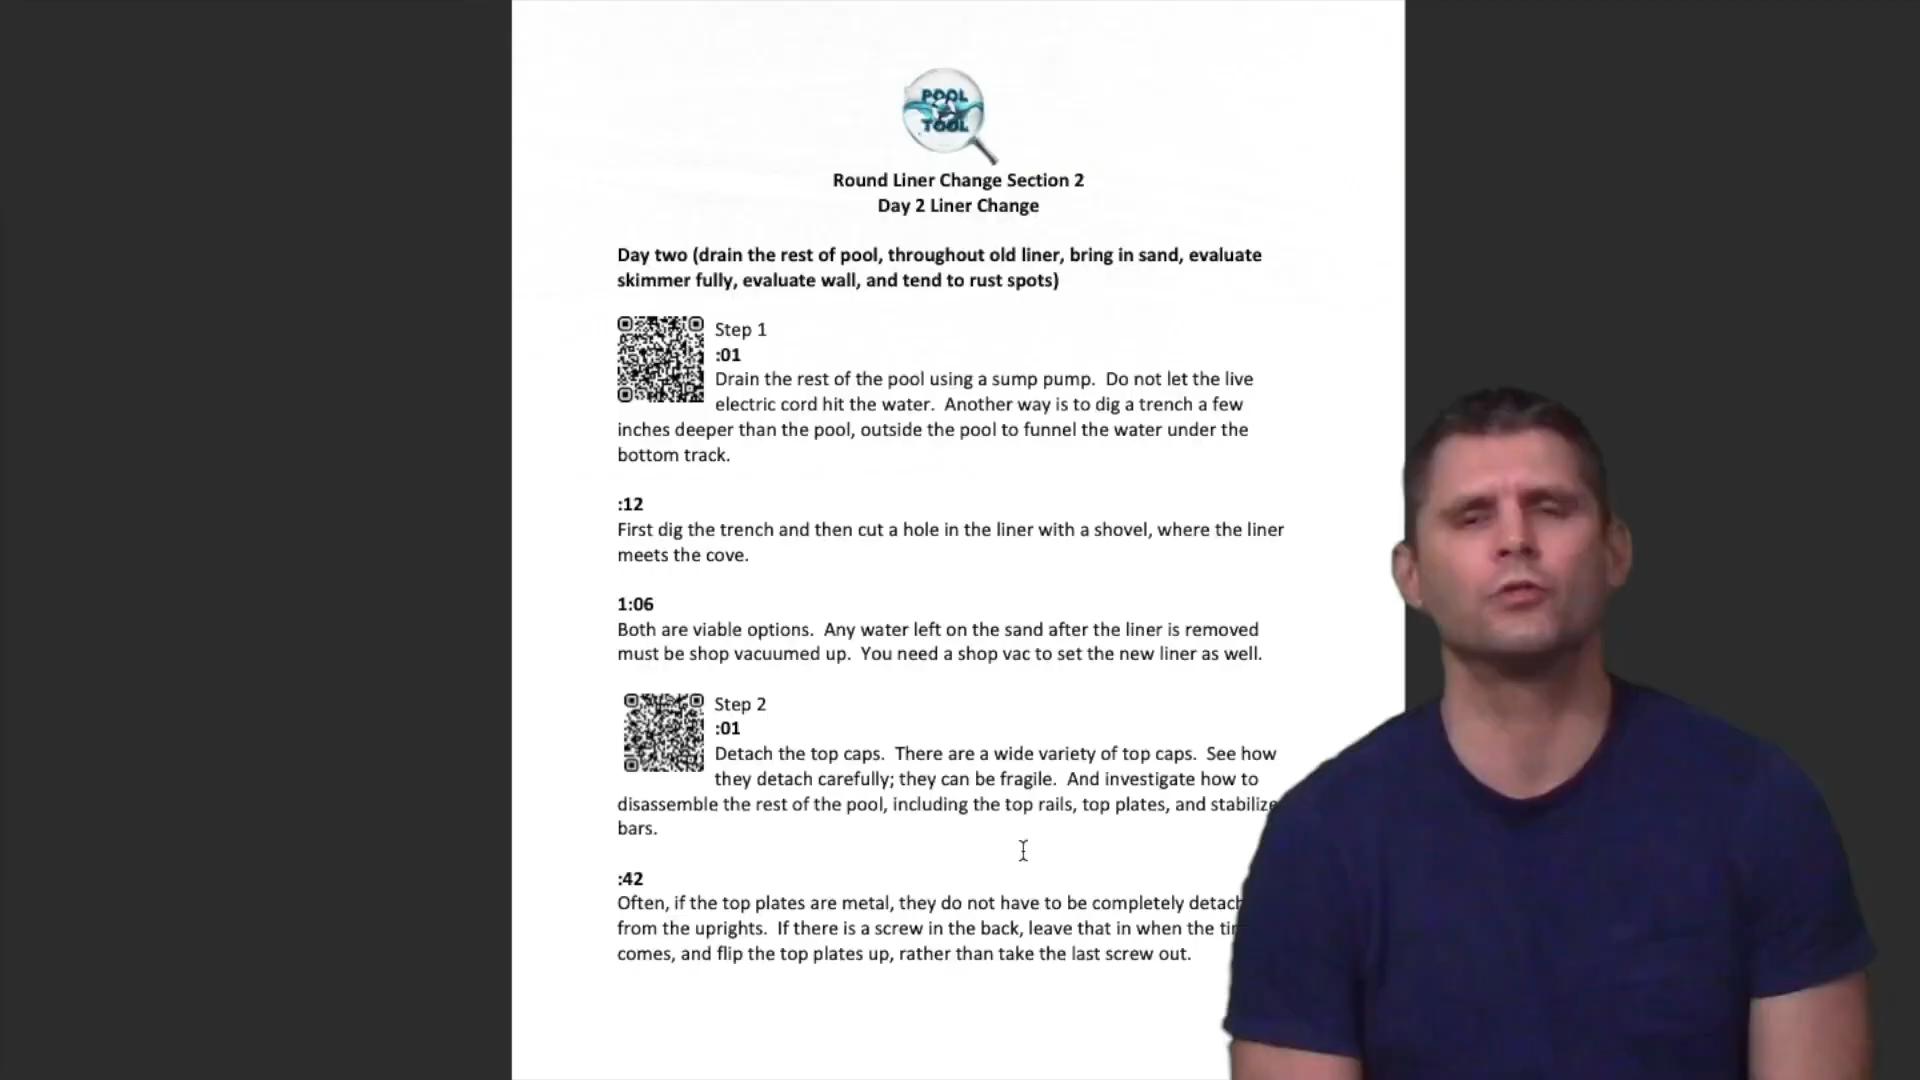 POOL
TOOL
Round Liner Change Section 2
Day 2 Liner Change
Day two (drain the rest of pool, throughout old liner, bring in sand, evaluate
skimmer fully, evaluate wall, and tend to rust spots)
Step 1
:01
Drain the rest of the pool using a sump pump. Do not let the live
electric cord hit the water. Another way is to dig a trench a few
inches deeper than the pool, outside the pool to funnel the water under the
bottom track.
:12
First dig the trench and then cut a hole in the liner with a shovel, where the liner
meets the cove.
1:06
Both are viable options. Any water left on the sand after the liner is removed
must be shop vacuumed up. You need a shop vac to set the new liner as well.
Step 2
:01
Detach the top caps. There are a wide variety of top caps. See how
they detach carefully; they can be fragile. And investigate how to
disassemble the rest of the pool, including the top rails, top plates, and
bars.
:42
Often, if the top plates are metal, they do not have to be completely
from the uprights. If there is a screw in the back, leave that in when the
comes, and flip the top plates up, rather than take the last screw out.